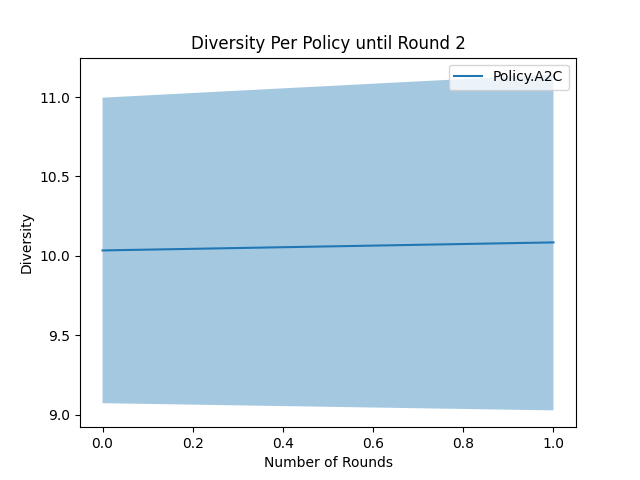 Diversity Per Policy until Round 2
Policy.A2C
Diversity
11.0
10.5
10.0
9.5
9.0
0.0 0.2 0.4 0.6 0.8 1.0
Number of Rounds